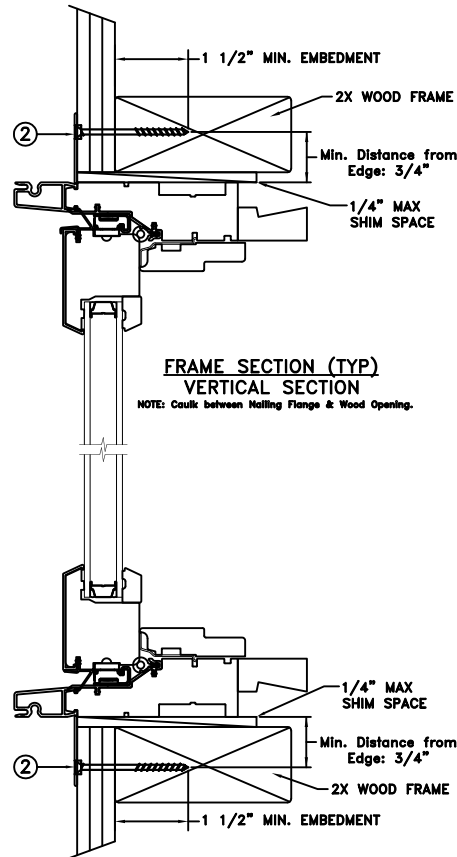 1 1/2" MIN. EMBEDMENT
2X WOOD FRAME
2
Min. Distance from
Edge: 3/4"
1/4" MAX
SHIM SPACE
FRAME SECTION (TYP)
VERTICAL SECTION
NOTE: Caulk between Nailing Flange & Wood Opening.
1/4" MAX
SHIM SPACE
Min. Distance from
Edge: 3/4"
2
2X WOOD FRAME
1 1/2" MIN. EMBEDMENT